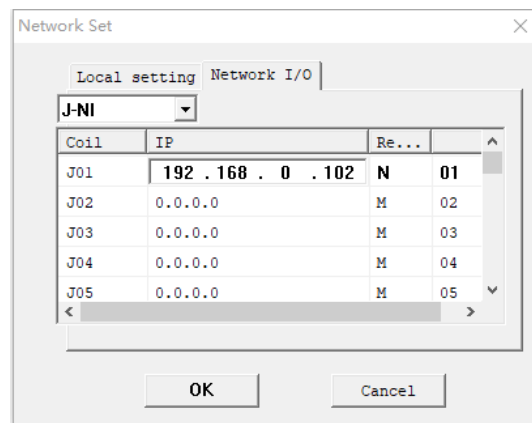 Network Set
Local setting Network I/O
J-NI
Coil IP Re...
J01 192 . 168 . 0 . 102 N 01
J02 0.0.0.0 M 02
J03 0.0.0.0 M 03
J04 0.0.0.0 M 04
J05 0.0.0.0 M 05
OK Cancel